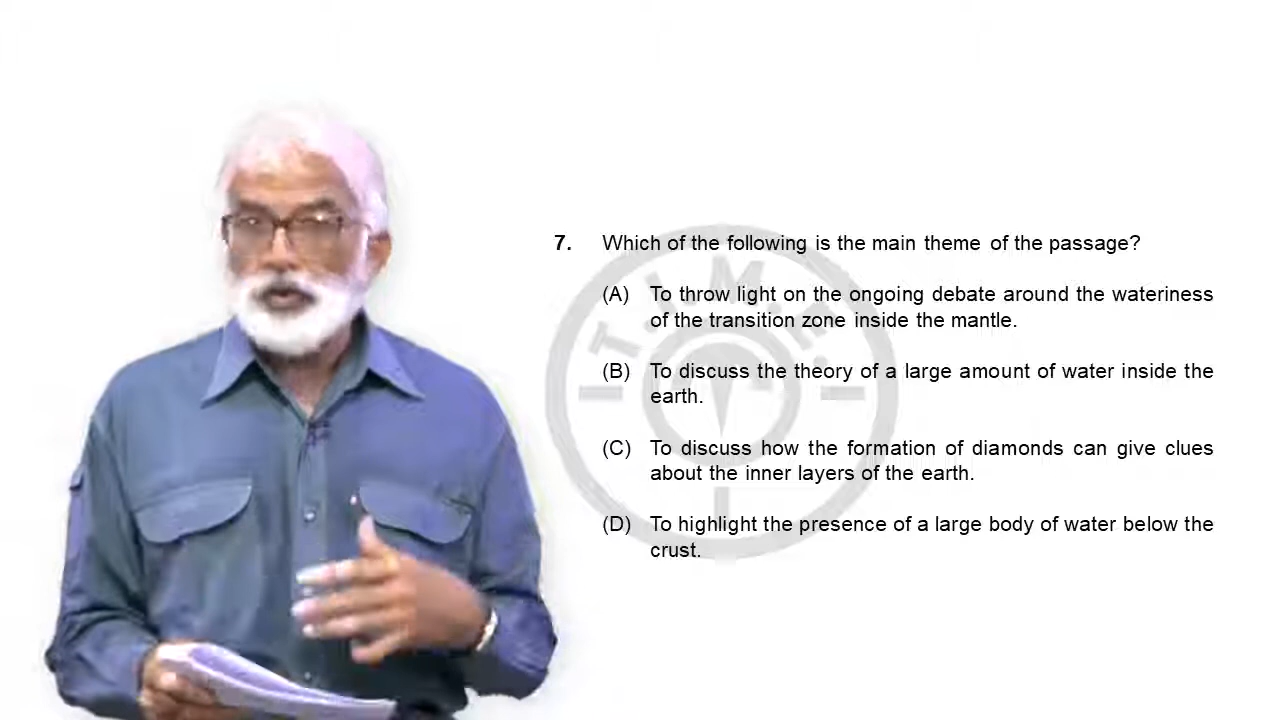 7. Which of the following is the main theme of the passage?
(A) To throw light on the ongoing debate around the wateriness
of the transition zone inside the mantle.
(B) To discuss the theory of a large amount of water inside the
earth.
(C) To discuss how the formation of diamonds can give clues
about the inner layers of the earth.
(D) To highlight the presence of a large body of water below the
crust.